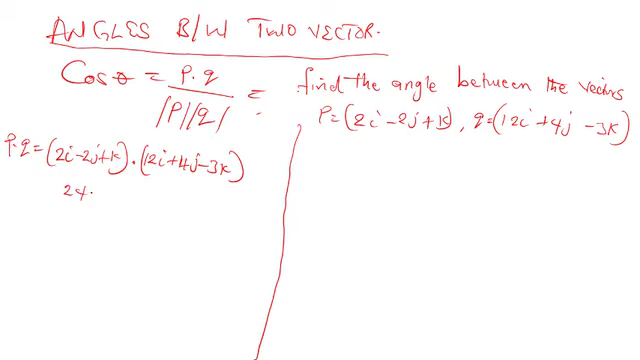 ANGLES B/W TWO VECTOR.
Cosθ = P.q / |P||q| =
find the angle between the vectors
P=(2i-2j+k), q=(12i+4j-3k)
P.q=(2i-2j+k).(12i+4j-3k)
24.